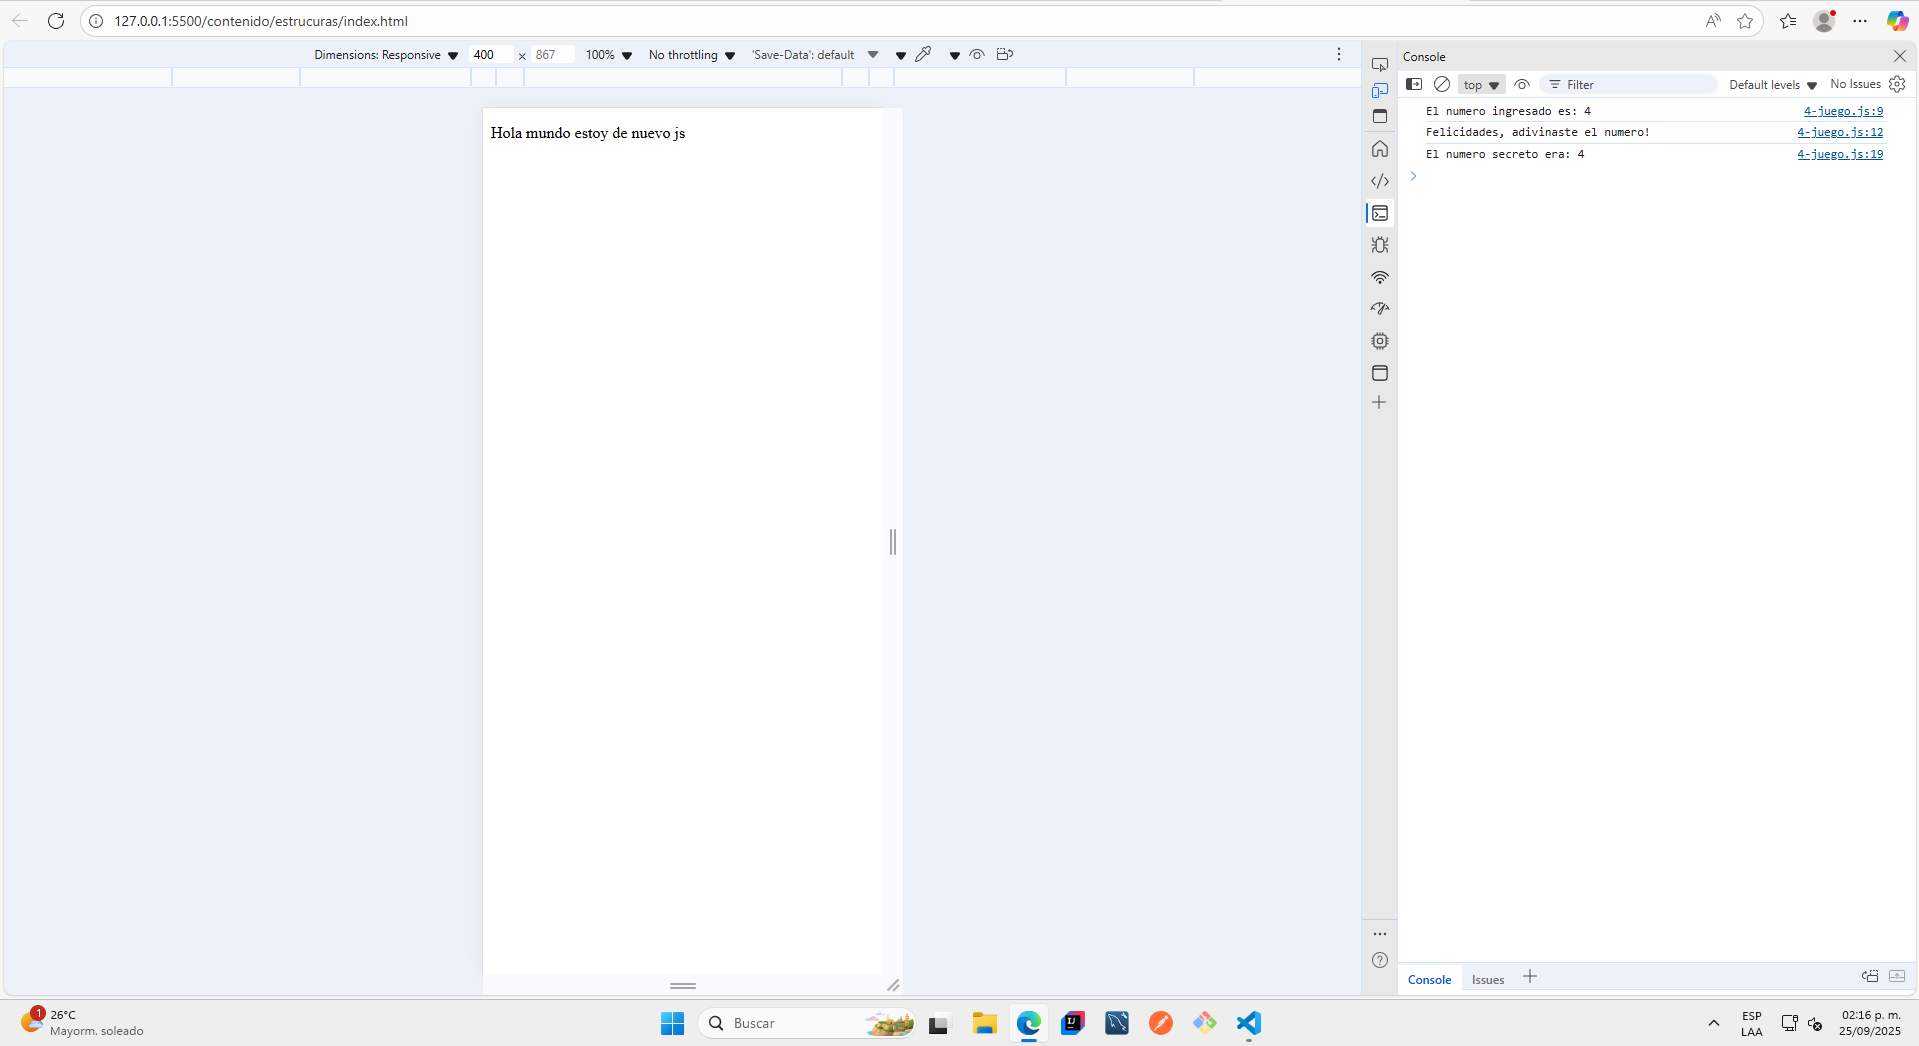 127.0.0.1:5500/contenido/estrucuras/index.html
Dimensions: Responsive 400 × 867 100% No throttling 'Save-Data': default
Console
top Filter Default levels No Issues
Hola mundo estoy de nuevo js
El numero ingresado es: 4 4-juego.js:9
Felicidades, adivinaste el numero! 4-juego.js:12
El numero secreto era: 4 4-juego.js:19
Console Issues
1 26°C
Mayorm. soleado
Buscar
ESP
LAA
02:16 p. m.
25/09/2025